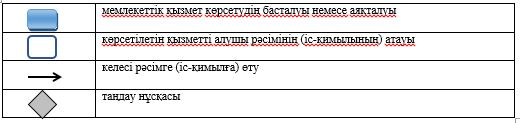 мемлекеттік қызмет көрсетудің басталуы немесе аяқталуы
көрсетілетін қызметті алушы рәсімінің (іс-қимылының) атауы
келесі рәсімге (іс-қимылға) өту
таңдау нұсқасы